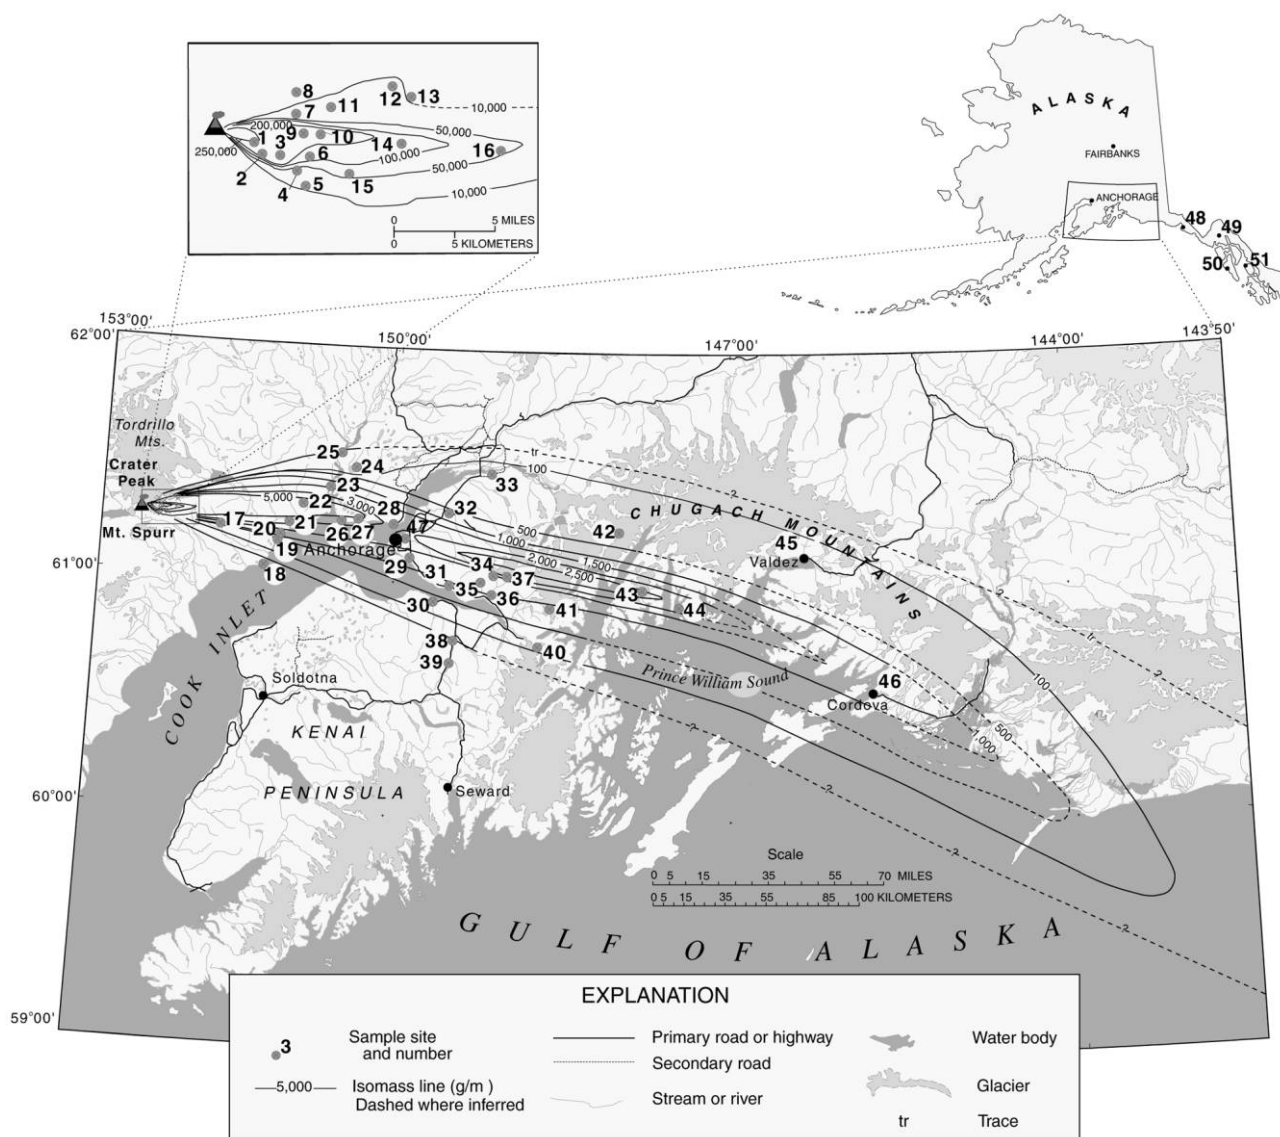 8
7
11
12
13
10,000
200,000
50,000
1
3
9
10
14
16
250,000
2
6
100,000
50,000
4
5
15
10,000
0 5 MILES
0 5 KILOMETERS
ALASKA
FAIRBANKS
ANCHORAGE
48
49
50
51
153°00'
62°00'
150°00'
147°00'
144°00'
143°50'
Tordrillo
Mts.
Crater
Peak
Mt. Spurr
25
24
tr
100
23
33
5,000
22
3,000
28
32
?
17
20
21
26
27
47
500
42
CHUGACH MOUNTAINS
1,000
1,500
Anchorage
19
2,000
2,500
34
45
Valdez
61°00'
18
29
31
35
37
36
43
44
30
41
38
39
40
tr
?
100
COOK INLET
Soldotna
Prince William Sound
46
Cordova
500
1,000
KENAI
PENINSULA
?
60°00'
Seward
?
?
Scale
0 5 15 35 55 70 MILES
0 5 15 35 55 85 100 KILOMETERS
?
?
GULF OF ALASKA
59°00'
EXPLANATION
3 Sample site
and number
5,000 Isomass line (g/m )
Dashed where inferred
Primary road or highway
Secondary road
Stream or river
Water body
Glacier
tr Trace